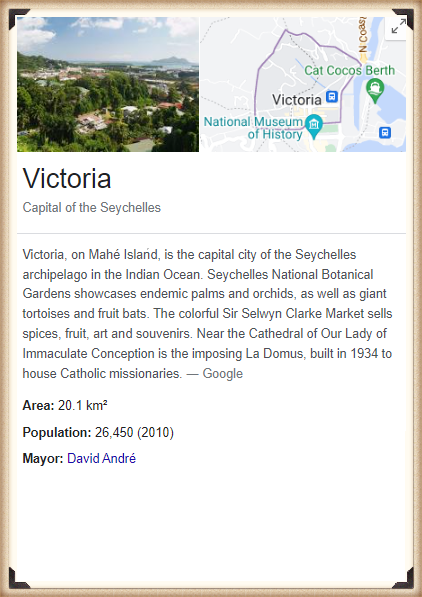 N Coas
Cat Cocos Berth
Victoria
National Museum
of History
Victoria
Capital of the Seychelles
Victoria, on Mahé Island, is the capital city of the Seychelles
archipelago in the Indian Ocean. Seychelles National Botanical
Gardens showcases endemic palms and orchids, as well as giant
tortoises and fruit bats. The colorful Sir Selwyn Clarke Market sells
spices, fruit, art and souvenirs. Near the Cathedral of Our Lady of
Immaculate Conception is the imposing La Domus, built in 1934 to
house Catholic missionaries. — Google
Area: 20.1 km²
Population: 26,450 (2010)
Mayor: David André